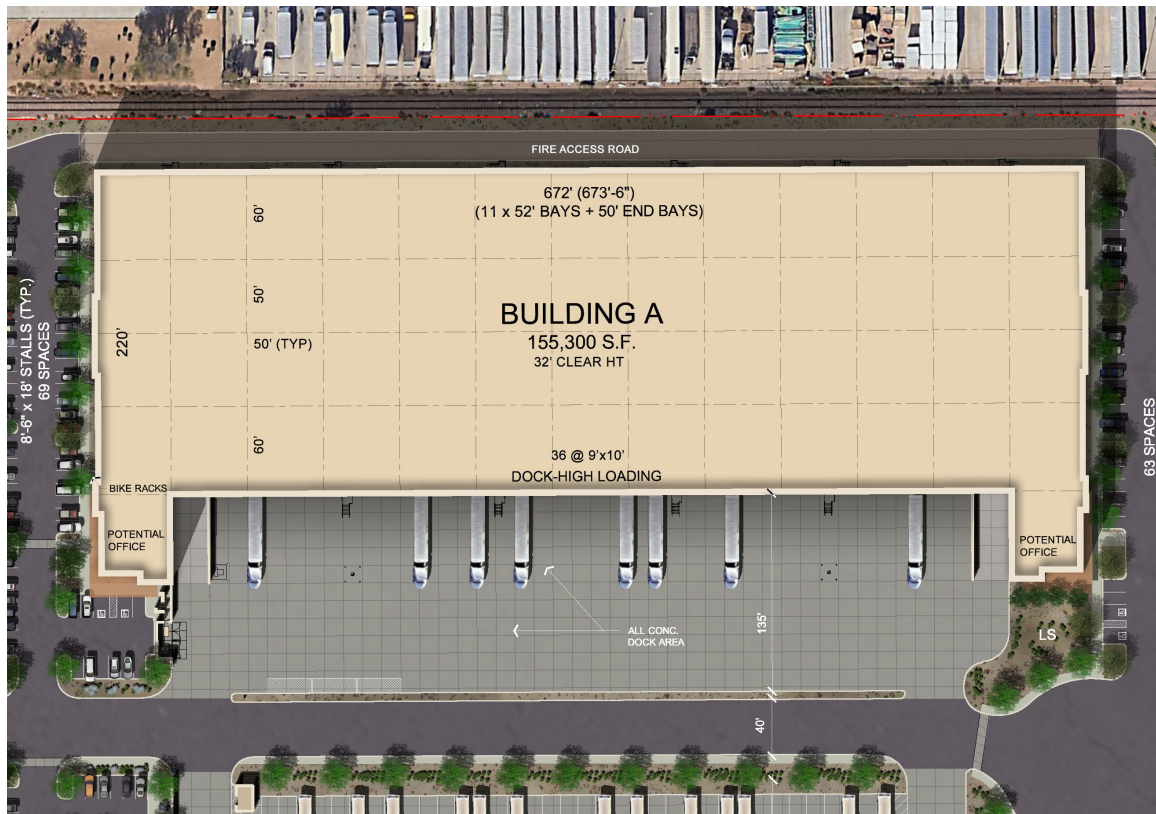 FIRE ACCESS ROAD
672' (673'-6")
(11 x 52' BAYS + 50' END BAYS)
60'
50'
BUILDING A
155,300 S.F.
32' CLEAR HT
220'
50' (TYP)
8'-6" x 18' STALLS (TYP.)
69 SPACES
63 SPACES
60'
36 @ 9'x10'
DOCK-HIGH LOADING
BIKE RACKS
POTENTIAL
OFFICE
POTENTIAL
OFFICE
ALL CONC.
DOCK AREA
135'
LS
40'